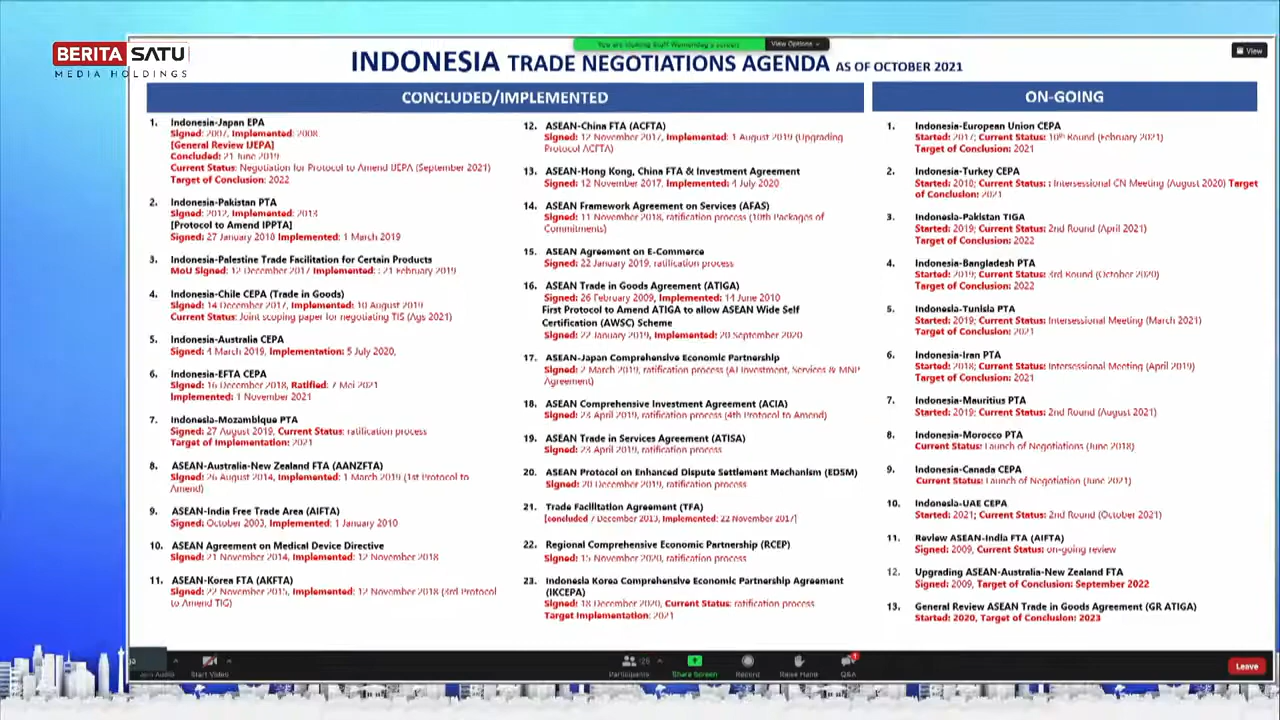 BERITA SATU
MEDIA HOLDINGS
You are viewing Staff screen
View Options
View
INDONESIA TRADE NEGOTIATIONS AGENDA AS OF OCTOBER 2021
CONCLUDED/IMPLEMENTED
1. Indonesia-Japan EPA
Signed: 2007, Implemented: 2008
[General Review IJEPA]
Concluded: 21 June 2019
Current Status: Negotiation for Protocol to Amend IJEPA (September 2021)
Target of Conclusion: 2022
2. Indonesia-Pakistan PTA
Signed: 2012, Implemented: 2013
[Protocol to Amend IPPTA]
Signed: 27 January 2018 Implemented: 1 March 2019
3. Indonesia-Palestine Trade Facilitation for Certain Products
MoU Signed: 12 December 2017 Implemented: : 21 February 2019
4. Indonesia-Chile CEPA (Trade in Goods)
Signed: 14 December 2017, Implemented: 10 August 2019
Current Status: Joint scoping paper for negotiating TIS (Ags 2021)
5. Indonesia-Australia CEPA
Signed: 4 March 2019, Implementation: 5 July 2020,
6. Indonesia-EFTA CEPA
Signed: 16 December 2018, Ratified: 7 Mei 2021
Implemented: 1 November 2021
7. Indonesia-Mozambique PTA
Signed: 27 August 2019, Current Status: ratification process
Target of Implementation: 2021
8. ASEAN-Australia-New Zealand FTA (AANZFTA)
Signed: 26 August 2014, Implemented: 1 March 2019 (1st Protocol to
Amend)
9. ASEAN-India Free Trade Area (AIFTA)
Signed: October 2003, Implemented: 1 January 2010
10. ASEAN Agreement on Medical Device Directive
Signed: 21 November 2014, Implemented: 12 November 2018
11. ASEAN-Korea FTA (AKFTA)
Signed: 22 November 2015, Implemented: 12 November 2018 (3rd Protocol
to Amend TIG)
12. ASEAN-China FTA (ACFTA)
Signed: 12 November 2017, Implemented: 1 August 2019 (Upgrading
Protocol ACFTA)
13. ASEAN-Hong Kong, China FTA & Investment Agreement
Signed: 12 November 2017, Implemented: 4 July 2020
14. ASEAN Framework Agreement on Services (AFAS)
Signed: 11 November 2018, ratification process (10th Packages of
Commitments)
15. ASEAN Agreement on E-Commerce
Signed: 22 January 2019, ratification process
16. ASEAN Trade in Goods Agreement (ATIGA)
Signed: 26 February 2009, Implemented: 14 June 2010
First Protocol to Amend ATIGA to allow ASEAN Wide Self
Certification (AWSC) Scheme
Signed: 22 January 2019, Implemented: 20 September 2020
17. ASEAN-Japan Comprehensive Economic Partnership
Signed: 2 March 2019, ratification process (AJ Investment, Services & MNP
Agreement)
18. ASEAN Comprehensive Investment Agreement (ACIA)
Signed: 23 April 2019, ratification process (4th Protocol to Amend)
19. ASEAN Trade in Services Agreement (ATISA)
Signed: 23 April 2019, ratification process
20. ASEAN Protocol on Enhanced Dispute Settlement Mechanism (EDSM)
Signed: 20 December 2019, ratification process
21. Trade Facilitation Agreement (TFA)
[concluded 7 December 2013, Implemented: 22 November 2017]
22. Regional Comprehensive Economic Partnership (RCEP)
Signed: 15 November 2020, ratification process
23. Indonesia Korea Comprehensive Economic Partnership Agreement
(IKCEPA)
Signed: 18 December 2020, Current Status: ratification process
Target Implementation: 2021
ON-GOING
1. Indonesia-European Union CEPA
Started: 2017; Current Status: 10th Round (February 2021)
Target of Conclusion: 2021
2. Indonesia-Turkey CEPA
Started: 2018; Current Status: : Intersessional CN Meeting (August 2020) Target
of Conclusion: 2021
3. Indonesia-Pakistan TIGA
Started: 2019; Current Status: 2nd Round (April 2021)
Target of Conclusion: 2022
4. Indonesia-Bangladesh PTA
Started: 2019; Current Status: 3rd Round (October 2020)
Target of Conclusion: 2022
5. Indonesia-Tunisia PTA
Started: 2019; Current Status: Intersessional Meeting (March 2021)
Target of Conclusion: 2021
6. Indonesia-Iran PTA
Started: 2018; Current Status: Intersessional Meeting (April 2019)
Target of Conclusion: 2021
7. Indonesia-Mauritius PTA
Started: 2019; Current Status: 2nd Round (August 2021)
8. Indonesia-Morocco PTA
Current Status: Launch of Negotiations (June 2018)
9. Indonesia-Canada CEPA
Current Status: Launch of Negotiation (June 2021)
10. Indonesia-UAE CEPA
Started: 2021; Current Status: 2nd Round (October 2021)
11. Review ASEAN-India FTA (AIFTA)
Signed: 2009, Current Status: on-going review
12. Upgrading ASEAN-Australia-New Zealand FTA
Signed: 2009, Target of Conclusion: September 2022
13. General Review ASEAN Trade in Goods Agreement (GR ATIGA)
Started: 2020, Target of Conclusion: 2023
Join Audio
Start Video
Participants
Share Screen
Record
Raise Hand
Q&A
Leave